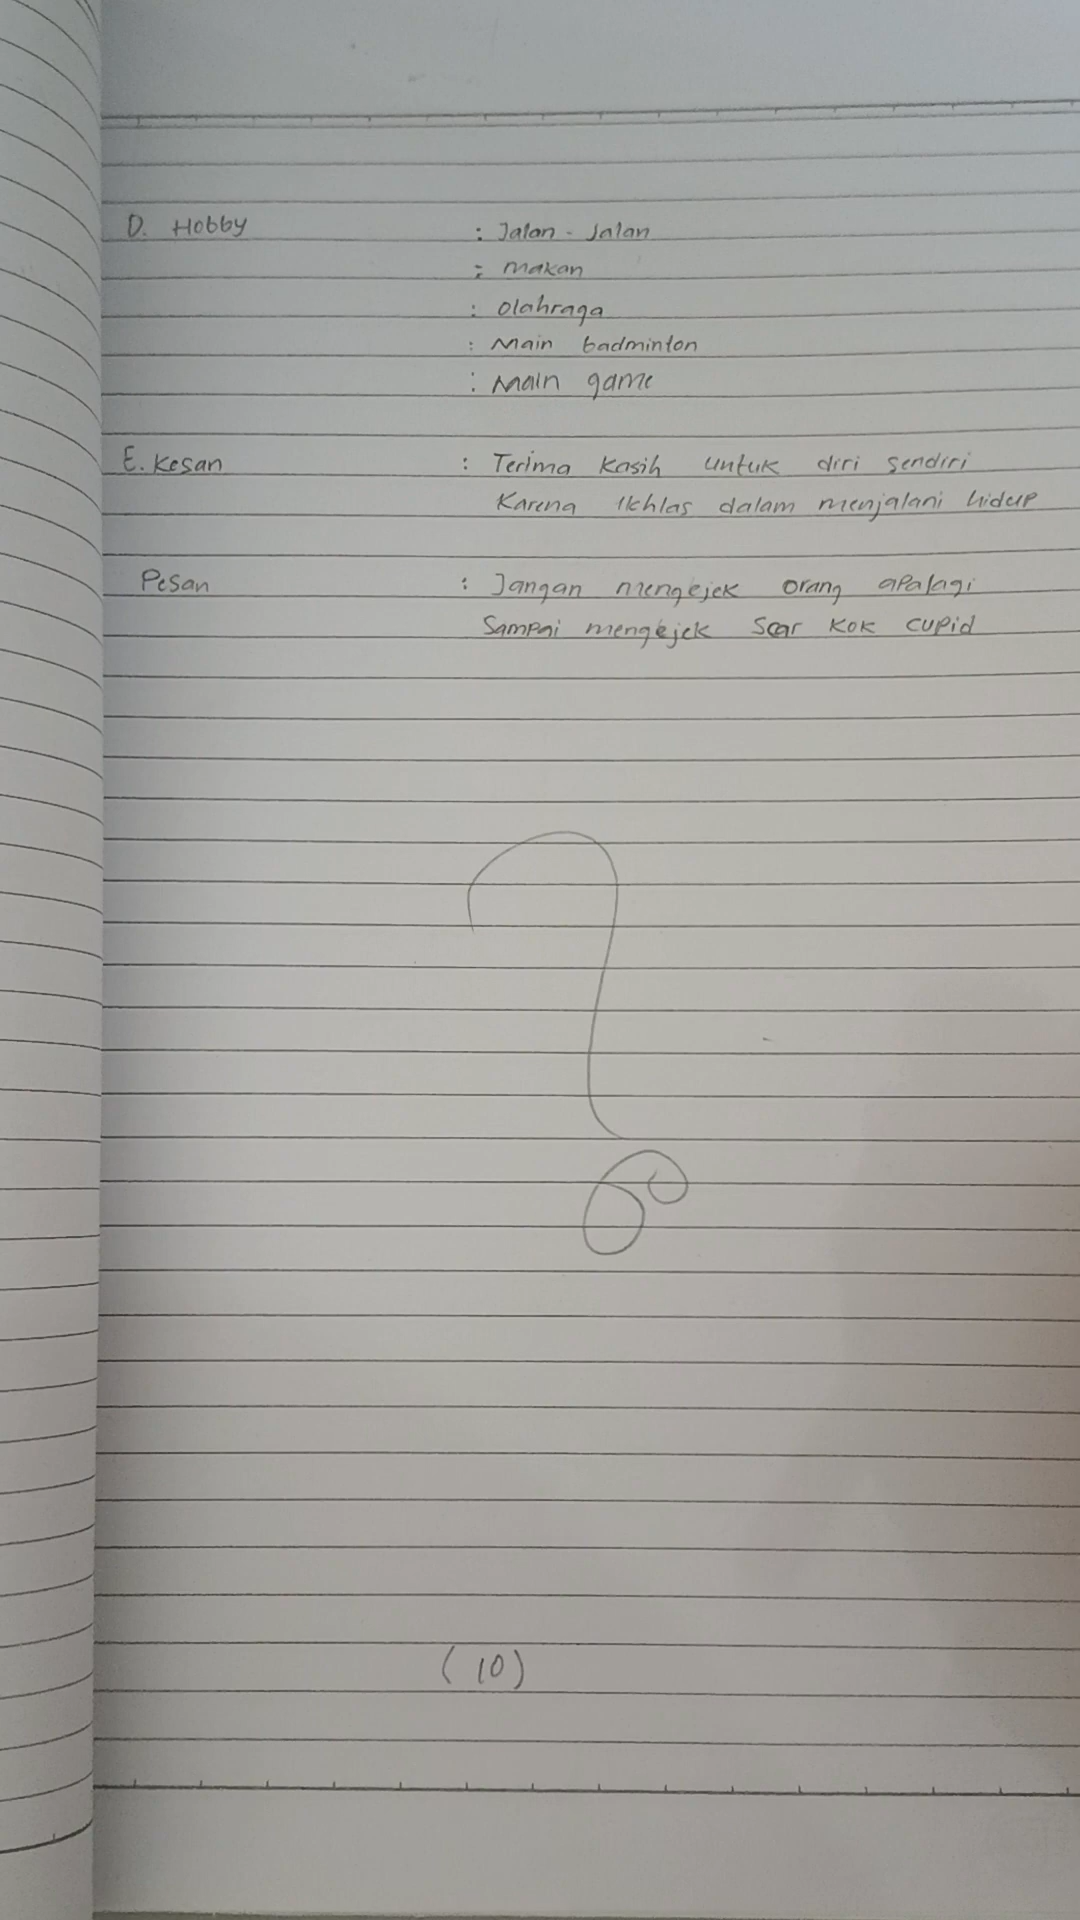 D. Hobby : Jalan - Jalan
: makan
: Olahraga
: Main badminton
: Main game
E. Kesan : Terima Kasih untuk diri sendiri
Karena Ikhlas dalam menjalani hidup
Pesan : Jangan mengejek orang apalagi
Sampai mengejek Scar kok cupid
(10)